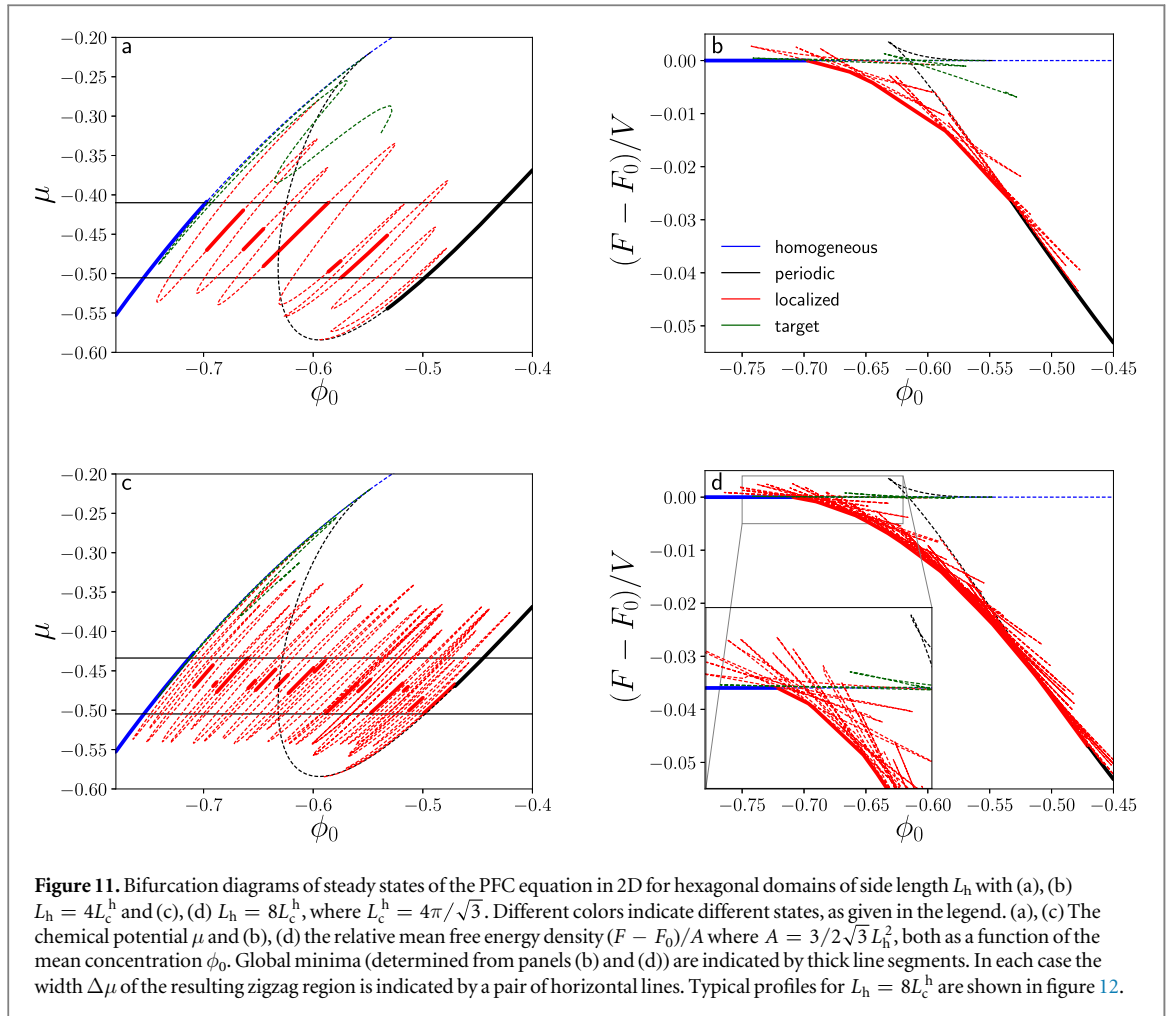 a
−0.20
−0.25
−0.30
−0.35
−0.40
−0.45
−0.50
−0.55
−0.60
μ
−0.7
−0.6
−0.5
−0.4
ϕ0
b
0.00
−0.01
−0.02
−0.03
−0.04
−0.05
(F − F0)/V
homogeneous
periodic
localized
target
−0.75
−0.70
−0.65
−0.60
−0.55
−0.50
−0.45
ϕ0
c
−0.20
−0.25
−0.30
−0.35
−0.40
−0.45
−0.50
−0.55
−0.60
μ
−0.7
−0.6
−0.5
−0.4
ϕ0
d
0.00
−0.01
−0.02
−0.03
−0.04
−0.05
(F − F0)/V
−0.75
−0.70
−0.65
−0.60
−0.55
−0.50
−0.45
ϕ0
Figure 11. Bifurcation diagrams of steady states of the PFC equation in 2D for hexagonal domains of side length Lh with (a), (b)
Lh = 4Lch and (c), (d) Lh = 8Lch, where Lch = 4π/√3. Different colors indicate different states, as given in the legend. (a), (c) The
chemical potential μ and (b), (d) the relative mean free energy density (F − F0)/A where A = 3/2√3 Lh2, both as a function of the
mean concentration ϕ0. Global minima (determined from panels (b) and (d)) are indicated by thick line segments. In each case the
width Δμ of the resulting zigzag region is indicated by a pair of horizontal lines. Typical profiles for Lh = 8Lch are shown in figure 12.